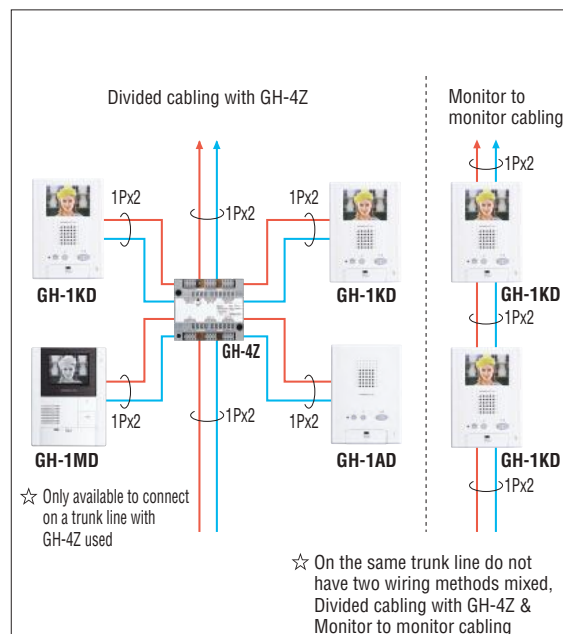 Divided cabling with GH-4Z
Monitor to
monitor cabling
1Px2
1Px2
1Px2
1Px2
GH-1KD
GH-1KD
GH-1KD
GH-4Z
1Px2
1Px2
1Px2
1Px2
GH-1MD
GH-1AD
GH-1KD
1Px2
☆ Only available to connect
on a trunk line with
GH-4Z used
☆ On the same trunk line do not
have two wiring methods mixed,
Divided cabling with GH-4Z &
Monitor to monitor cabling